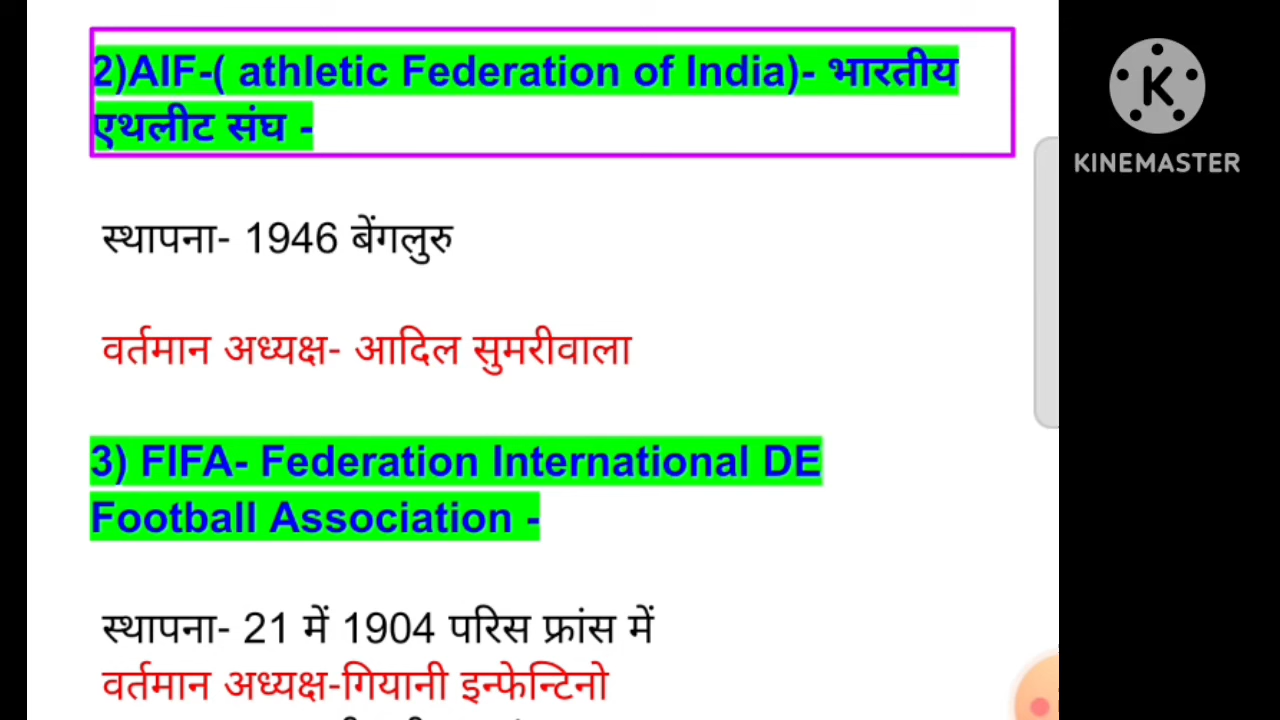 2)AIF-( athletic Federation of India)- भारतीय
एथलीट संघ -
K
KINEMASTER
स्थापना- 1946 बेंगलुरु
वर्तमान अध्यक्ष- आदिल सुमरीवाला
3) FIFA- Federation International DE
Football Association -
स्थापना- 21 में 1904 परिस फ्रांस में
वर्तमान अध्यक्ष-गियानी इन्फेन्टिनो